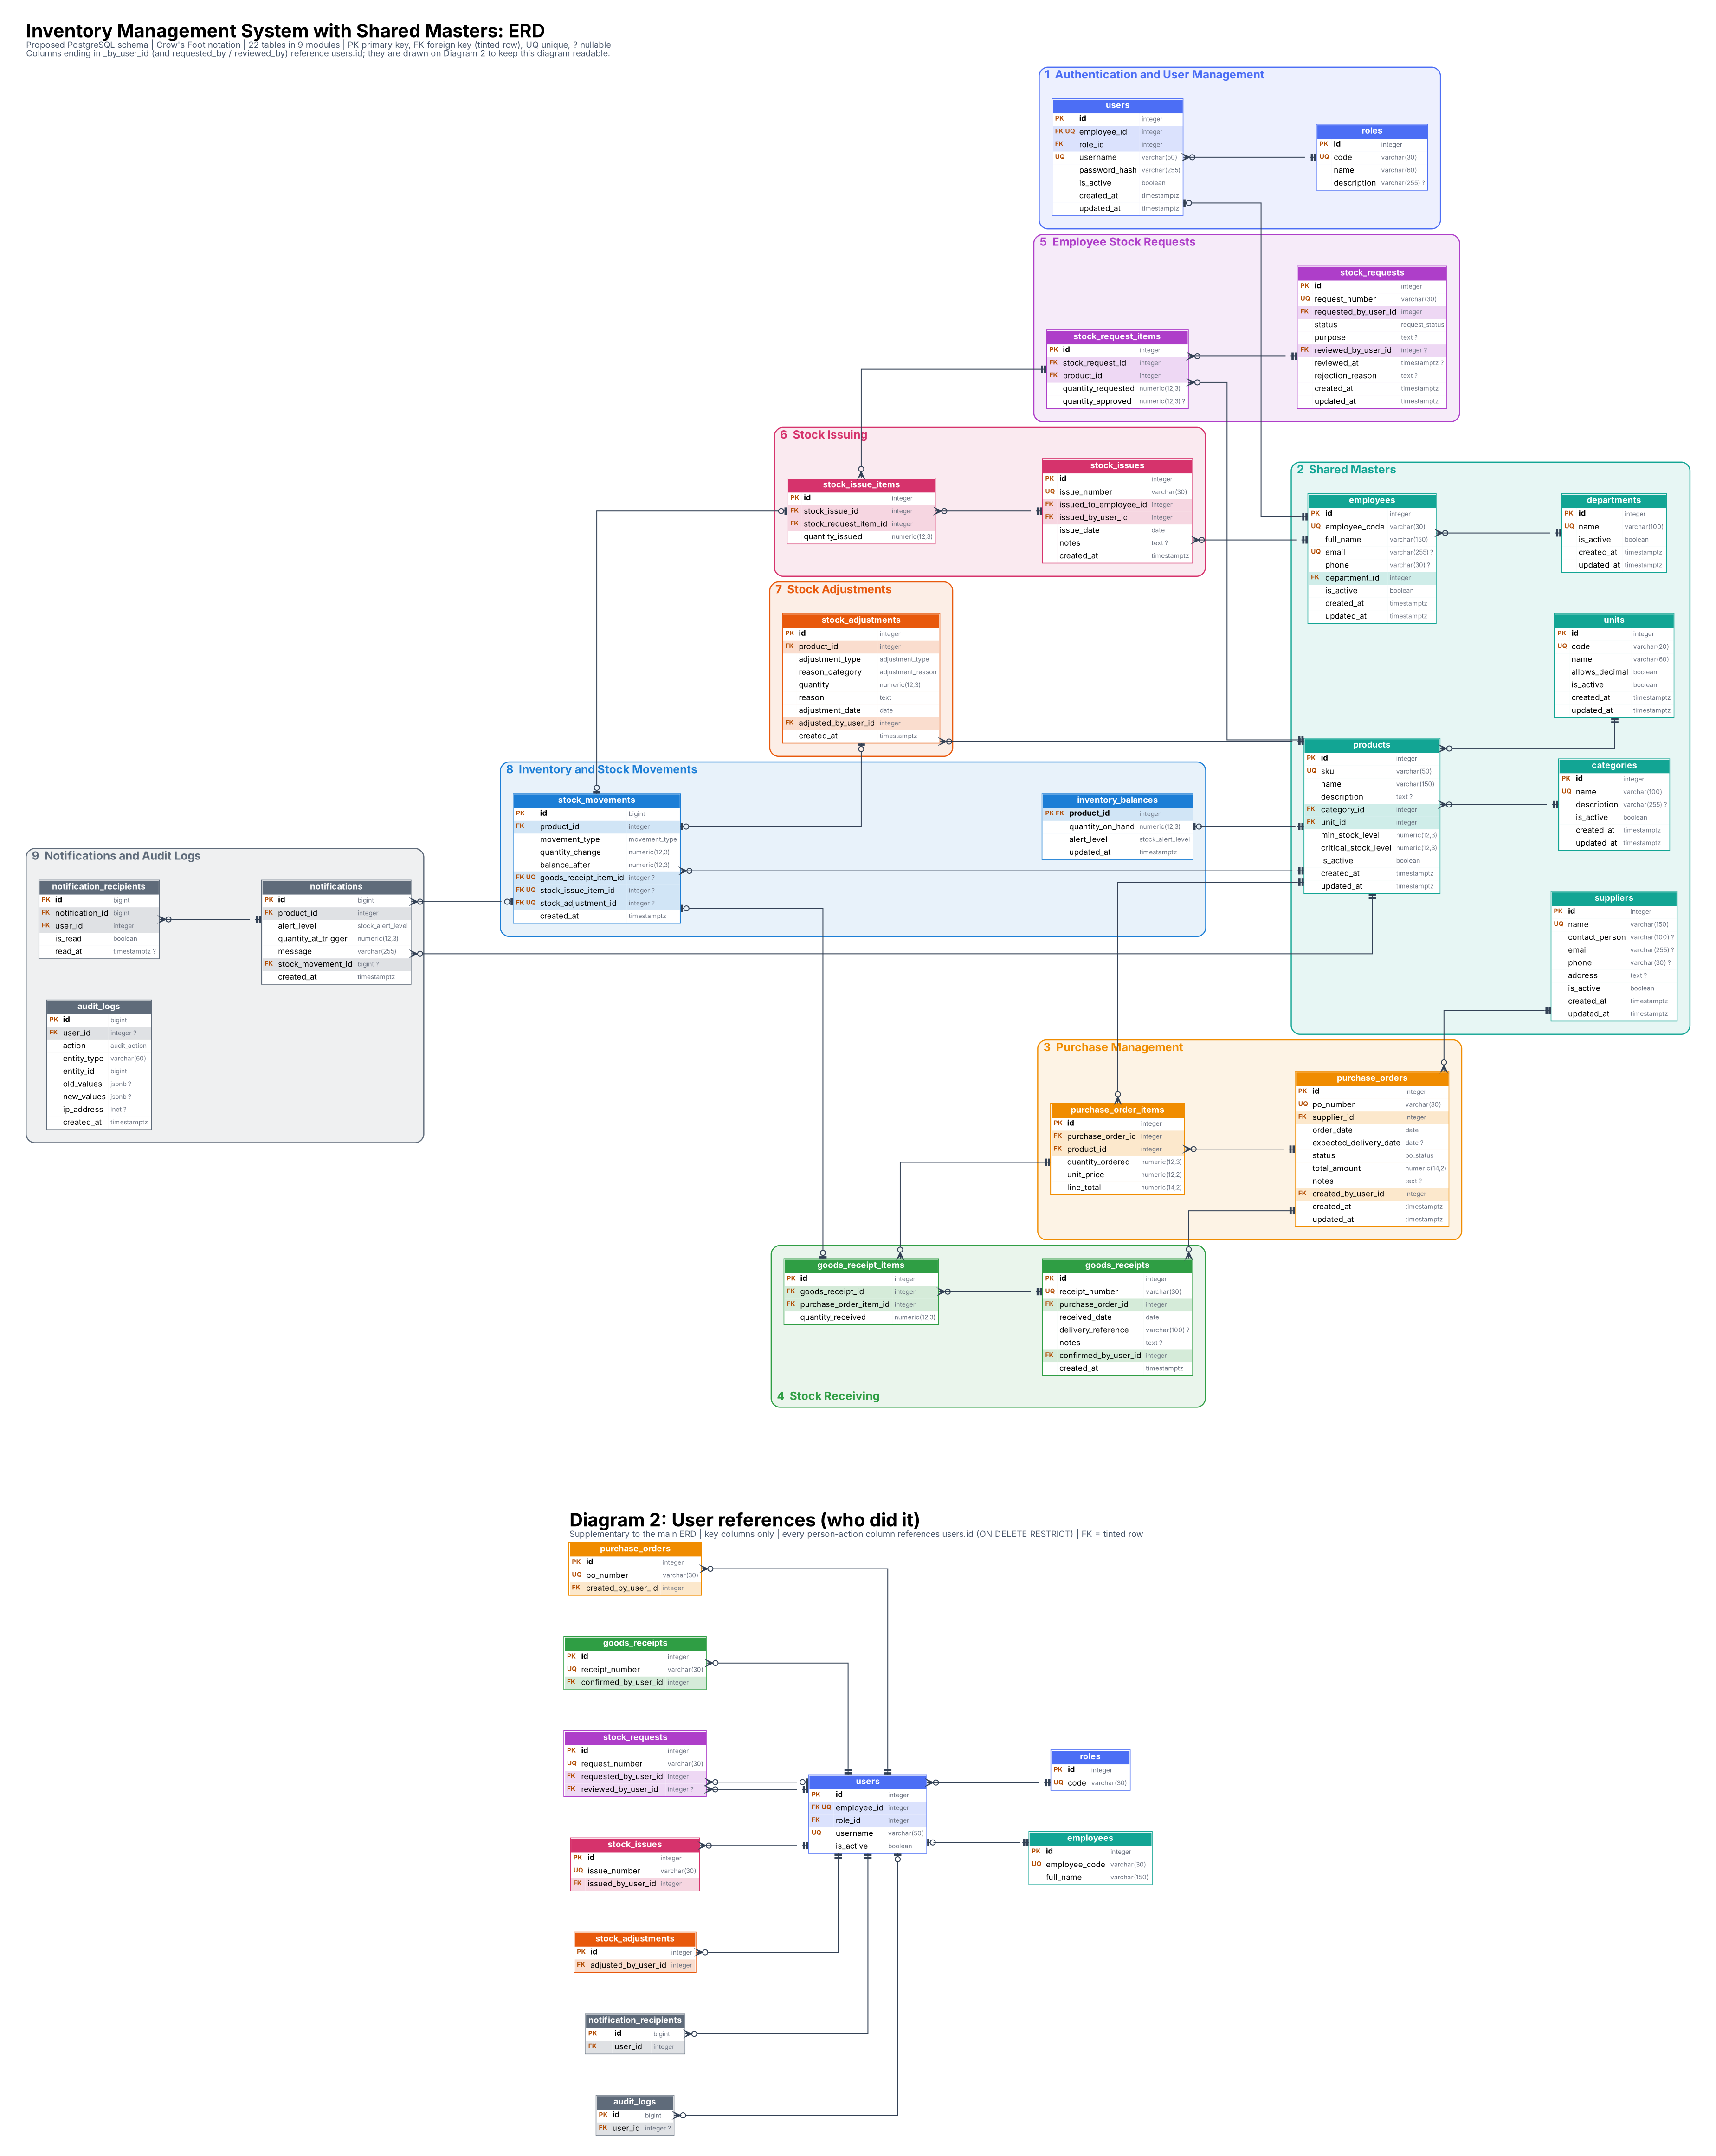 Inventory Management System with Shared Masters: ERD
Proposed PostgreSQL schema | Crow's Foot notation | 22 tables in 9 modules | PK primary key, FK foreign key (tinted row), UQ unique, ? nullable
Columns ending in _by_user_id (and requested_by / reviewed_by) reference users.id; they are drawn on Diagram 2 to keep this diagram readable.
1 Authentication and User Management
users
PK id integer
FK UQ employee_id integer
FK role_id integer
UQ username varchar(50)
password_hash varchar(255)
is_active boolean
created_at timestamptz
updated_at timestamptz
roles
PK id integer
UQ code varchar(30)
name varchar(60)
description varchar(255) ?
5 Employee Stock Requests
stock_requests
PK id integer
UQ request_number varchar(30)
FK requested_by_user_id integer
status request_status
purpose text ?
FK reviewed_by_user_id integer ?
reviewed_at timestamptz ?
rejection_reason text ?
created_at timestamptz
updated_at timestamptz
stock_request_items
PK id integer
FK stock_request_id integer
FK product_id integer
quantity_requested numeric(12,3)
quantity_approved numeric(12,3) ?
6 Stock Issuing
stock_issue_items
PK id integer
FK stock_issue_id integer
FK stock_request_item_id integer
quantity_issued numeric(12,3)
stock_issues
PK id integer
UQ issue_number varchar(30)
FK issued_to_employee_id integer
FK issued_by_user_id integer
issue_date date
notes text ?
created_at timestamptz
2 Shared Masters
employees
PK id integer
UQ employee_code varchar(30)
full_name varchar(150)
UQ email varchar(255) ?
phone varchar(30) ?
FK department_id integer
is_active boolean
created_at timestamptz
updated_at timestamptz
departments
PK id integer
UQ name varchar(100)
is_active boolean
created_at timestamptz
updated_at timestamptz
units
PK id integer
UQ code varchar(20)
name varchar(60)
allows_decimal boolean
is_active boolean
created_at timestamptz
updated_at timestamptz
products
PK id integer
UQ sku varchar(50)
name varchar(150)
description text ?
FK category_id integer
FK unit_id integer
min_stock_level numeric(12,3)
critical_stock_level numeric(12,3)
is_active boolean
created_at timestamptz
updated_at timestamptz
categories
PK id integer
UQ name varchar(100)
description varchar(255) ?
is_active boolean
created_at timestamptz
updated_at timestamptz
suppliers
PK id integer
UQ name varchar(150)
contact_person varchar(100) ?
email varchar(255) ?
phone varchar(30) ?
address text ?
is_active boolean
created_at timestamptz
updated_at timestamptz
7 Stock Adjustments
stock_adjustments
PK id integer
FK product_id integer
adjustment_type adjustment_type
reason_category adjustment_reason
quantity numeric(12,3)
reason text
adjustment_date date
FK adjusted_by_user_id integer
created_at timestamptz
8 Inventory and Stock Movements
stock_movements
PK id bigint
FK product_id integer
movement_type movement_type
quantity_change numeric(12,3)
balance_after numeric(12,3)
FK UQ goods_receipt_item_id integer ?
FK UQ stock_issue_item_id integer ?
FK UQ stock_adjustment_id integer ?
created_at timestamptz
inventory_balances
PK FK product_id integer
quantity_on_hand numeric(12,3)
alert_level stock_alert_level
updated_at timestamptz
9 Notifications and Audit Logs
notification_recipients
PK id bigint
FK notification_id bigint
FK user_id integer
is_read boolean
read_at timestamptz ?
notifications
PK id bigint
FK product_id integer
alert_level stock_alert_level
quantity_at_trigger numeric(12,3)
message varchar(255)
FK stock_movement_id bigint ?
created_at timestamptz
audit_logs
PK id bigint
FK user_id integer ?
action audit_action
entity_type varchar(60)
entity_id bigint
old_values jsonb ?
new_values jsonb ?
ip_address inet ?
created_at timestamptz
3 Purchase Management
purchase_order_items
PK id integer
FK purchase_order_id integer
FK product_id integer
quantity_ordered numeric(12,3)
unit_price numeric(12,2)
line_total numeric(14,2)
purchase_orders
PK id integer
UQ po_number varchar(30)
FK supplier_id integer
order_date date
expected_delivery_date date ?
status po_status
total_amount numeric(14,2)
notes text ?
FK created_by_user_id integer
created_at timestamptz
updated_at timestamptz
goods_receipt_items
PK id integer
FK goods_receipt_id integer
FK purchase_order_item_id integer
quantity_received numeric(12,3)
goods_receipts
PK id integer
UQ receipt_number varchar(30)
FK purchase_order_id integer
received_date date
delivery_reference varchar(100) ?
notes text ?
FK confirmed_by_user_id integer
created_at timestamptz
4 Stock Receiving
Diagram 2: User references (who did it)
Supplementary to the main ERD | key columns only | every person-action column references users.id (ON DELETE RESTRICT) | FK = tinted row
purchase_orders
PK id integer
UQ po_number varchar(30)
FK created_by_user_id integer
goods_receipts
PK id integer
UQ receipt_number varchar(30)
FK confirmed_by_user_id integer
stock_requests
PK id integer
UQ request_number varchar(30)
FK requested_by_user_id integer
FK reviewed_by_user_id integer ?
users
PK id integer
FK UQ employee_id integer
FK role_id integer
UQ username varchar(50)
is_active boolean
roles
PK id integer
UQ code varchar(30)
employees
PK id integer
UQ employee_code varchar(30)
full_name varchar(150)
stock_issues
PK id integer
UQ issue_number varchar(30)
FK issued_by_user_id integer
stock_adjustments
PK id integer
FK adjusted_by_user_id integer
notification_recipients
PK id bigint
FK user_id integer
audit_logs
PK id bigint
FK user_id integer ?